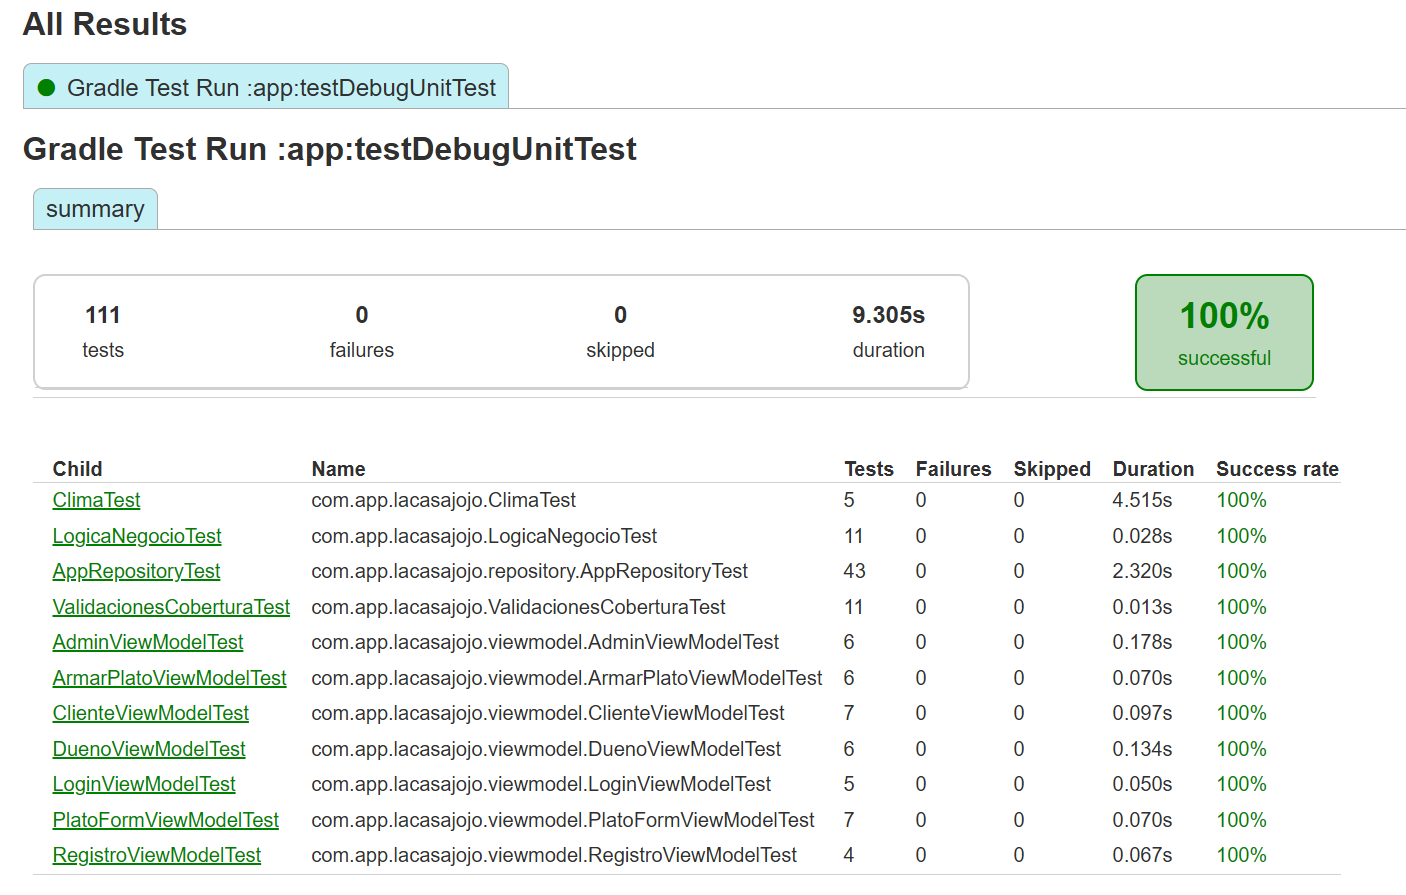 All Results
Gradle Test Run :app:testDebugUnitTest
Gradle Test Run :app:testDebugUnitTest
summary
111 0 0 9.305s 100%
tests failures skipped duration successful
Child Name Tests Failures Skipped Duration Success rate
ClimaTest com.app.lacasajojo.ClimaTest 5 0 0 4.515s 100%
LogicaNegocioTest com.app.lacasajojo.LogicaNegocioTest 11 0 0 0.028s 100%
AppRepositoryTest com.app.lacasajojo.repository.AppRepositoryTest 43 0 0 2.320s 100%
ValidacionesCoberturaTest com.app.lacasajojo.ValidacionesCoberturaTest 11 0 0 0.013s 100%
AdminViewModelTest com.app.lacasajojo.viewmodel.AdminViewModelTest 6 0 0 0.178s 100%
ArmarPlatoViewModelTest com.app.lacasajojo.viewmodel.ArmarPlatoViewModelTest 6 0 0 0.070s 100%
ClienteViewModelTest com.app.lacasajojo.viewmodel.ClienteViewModelTest 7 0 0 0.097s 100%
DuenoViewModelTest com.app.lacasajojo.viewmodel.DuenoViewModelTest 6 0 0 0.134s 100%
LoginViewModelTest com.app.lacasajojo.viewmodel.LoginViewModelTest 5 0 0 0.050s 100%
PlatoFormViewModelTest com.app.lacasajojo.viewmodel.PlatoFormViewModelTest 7 0 0 0.070s 100%
RegistroViewModelTest com.app.lacasajojo.viewmodel.RegistroViewModelTest 4 0 0 0.067s 100%